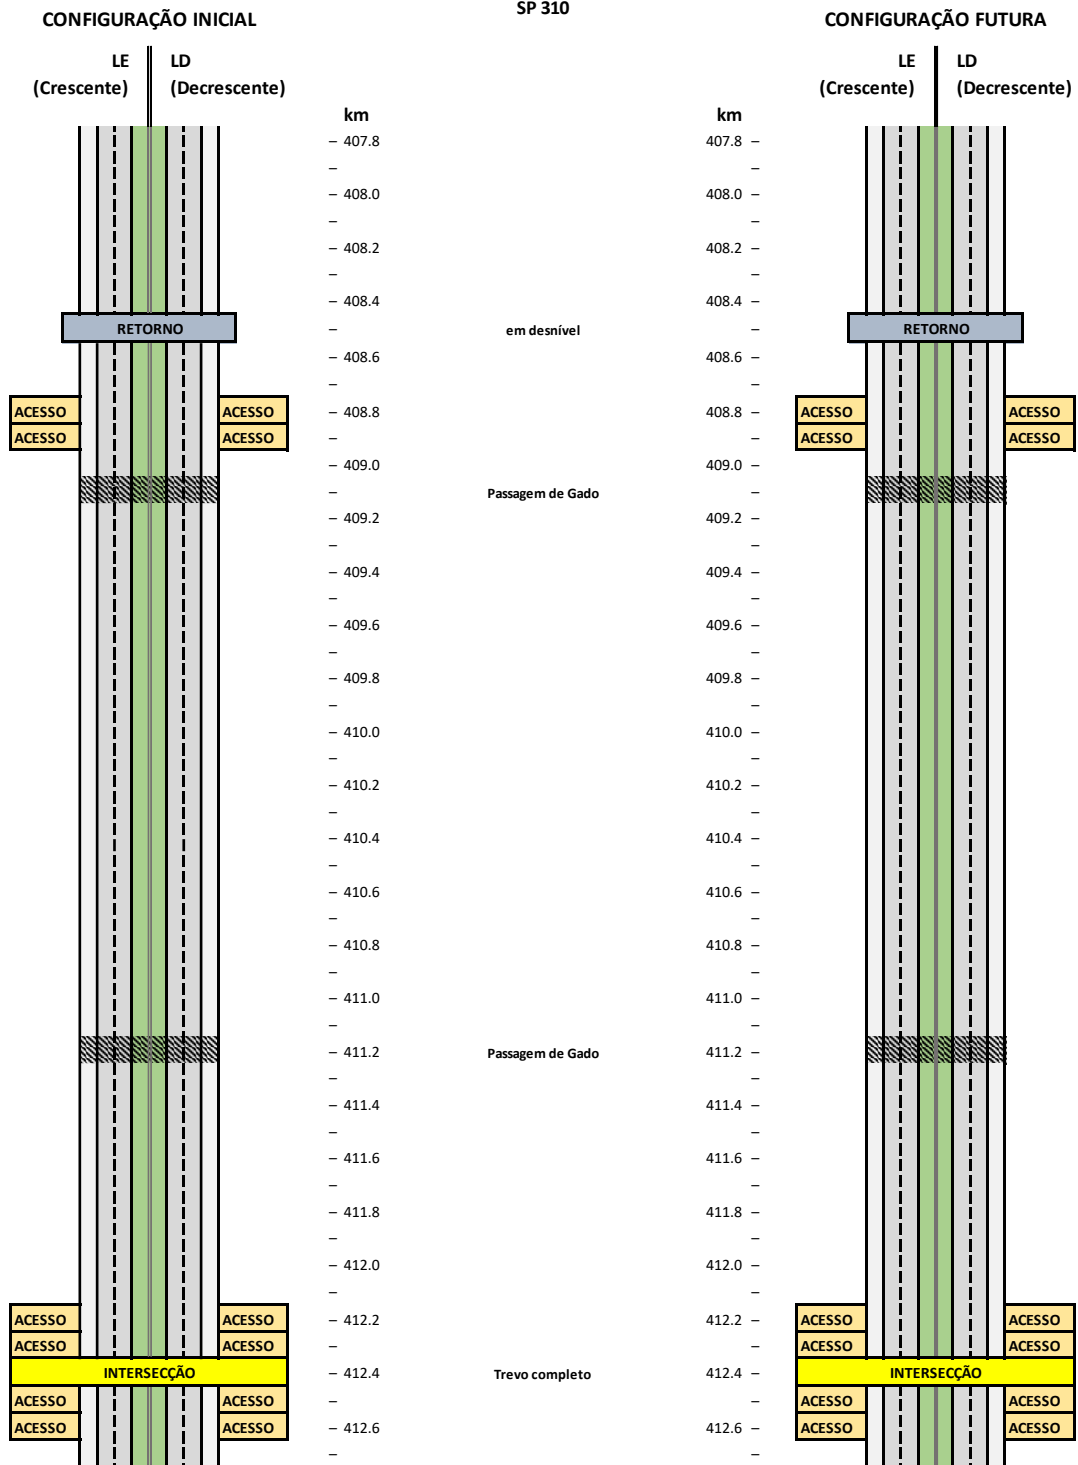 SP 310
CONFIGURAÇÃO INICIAL CONFIGURAÇÃO FUTURA
LE LD LE LD
(Crescente) (Decrescente) (Crescente) (Decrescente)
km km
– 407.8 407.8 –
– –
– 408.0 408.0 –
– –
– 408.2 408.2 –
– –
– 408.4 408.4 –
RETORNO – em desnível – RETORNO
– 408.6 408.6 –
– –
ACESSO ACESSO – 408.8 408.8 – ACESSO ACESSO
ACESSO ACESSO – – ACESSO ACESSO
– 409.0 409.0 –
– Passagem de Gado –
– 409.2 409.2 –
– –
– 409.4 409.4 –
– –
– 409.6 409.6 –
– –
– 409.8 409.8 –
– –
– 410.0 410.0 –
– –
– 410.2 410.2 –
– –
– 410.4 410.4 –
– –
– 410.6 410.6 –
– –
– 410.8 410.8 –
– –
– 411.0 411.0 –
– –
– 411.2 Passagem de Gado 411.2 –
– –
– 411.4 411.4 –
– –
– 411.6 411.6 –
– –
– 411.8 411.8 –
– –
– 412.0 412.0 –
– –
ACESSO ACESSO – 412.2 412.2 – ACESSO ACESSO
ACESSO ACESSO – – ACESSO ACESSO
INTERSECÇÃO – 412.4 Trevo completo 412.4 – INTERSECÇÃO
ACESSO ACESSO – – ACESSO ACESSO
ACESSO ACESSO – 412.6 412.6 – ACESSO ACESSO
– –